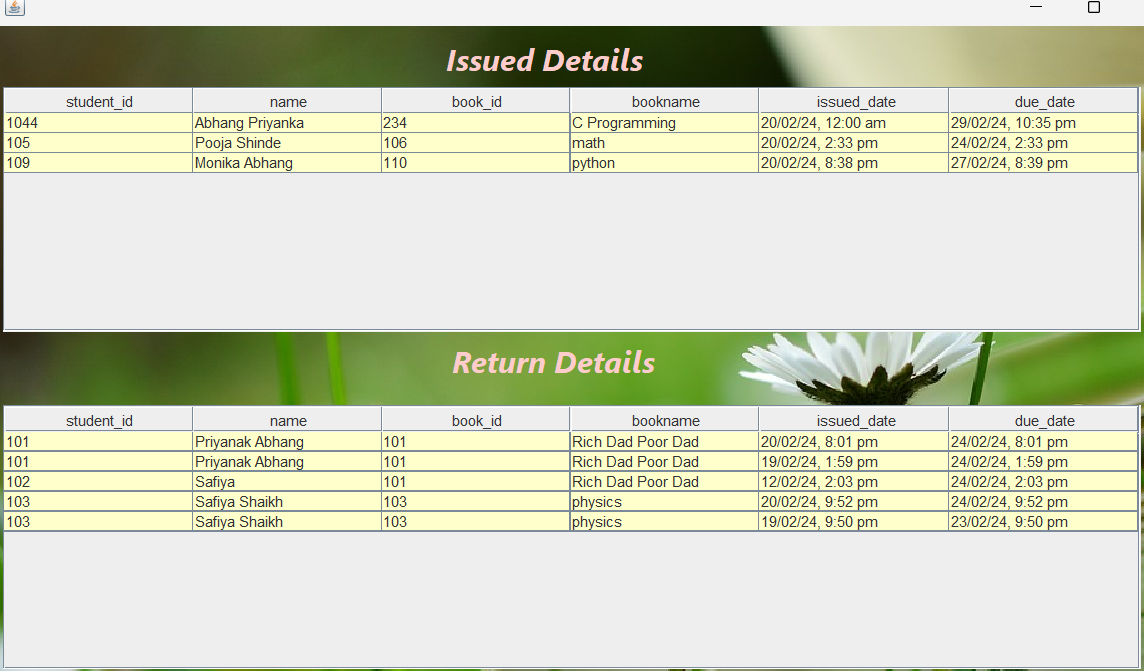 Issued Details
student_id name book_id bookname issued_date due_date
1044 Abhang Priyanka 234 C Programming 20/02/24, 12:00 am 29/02/24, 10:35 pm
105 Pooja Shinde 106 math 20/02/24, 2:33 pm 24/02/24, 2:33 pm
109 Monika Abhang 110 python 20/02/24, 8:38 pm 27/02/24, 8:39 pm
Return Details
student_id name book_id bookname issued_date due_date
101 Priyanak Abhang 101 Rich Dad Poor Dad 20/02/24, 8:01 pm 24/02/24, 8:01 pm
101 Priyanak Abhang 101 Rich Dad Poor Dad 19/02/24, 1:59 pm 24/02/24, 1:59 pm
102 Safiya 101 Rich Dad Poor Dad 12/02/24, 2:03 pm 24/02/24, 2:03 pm
103 Safiya Shaikh 103 physics 20/02/24, 9:52 pm 24/02/24, 9:52 pm
103 Safiya Shaikh 103 physics 19/02/24, 9:50 pm 23/02/24, 9:50 pm